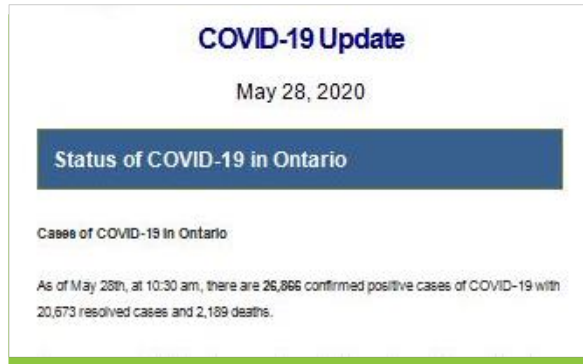 COVID-19 Update
May 28, 2020
Status of COVID-19 in Ontario
Cases of COVID-19 in Ontario
As of May 28th, at 10:30 am, there are 26,866 confirmed positive cases of COVID-19 with
20,673 resolved cases and 2,189 deaths.